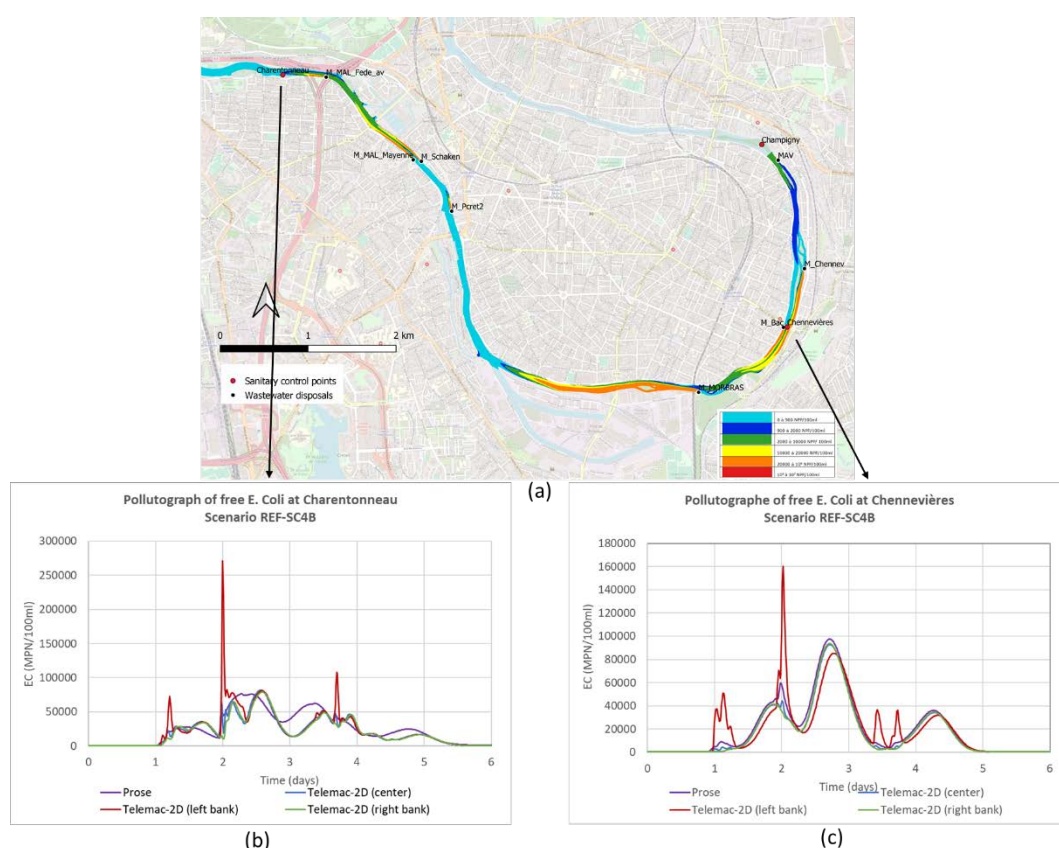 Charentonneau
M_MAL_Fede_av
Champigny
MAV
M_MAL_Mayenne
M_Schaken
M_Pcret2
M_Chennev
M_Bac_Chennevières
M_MORBRAS
0 1 2 km
Sanitary control points
Wastewater disposals
(a)
Pollutograph of free E. Coli at Charentonneau
Scenario REF-SC4B
EC (MPN/100ml)
300000
250000
200000
150000
100000
50000
0
0 1 2 3 4 5 6
Time (days)
Prose
Telemac-2D (center)
Telemac-2D (left bank)
Telemac-2D (right bank)
(b)
Pollutographe of free E. Coli at Chennevières
Scenario REF-SC4B
EC (MPN/100ml)
180000
160000
140000
120000
100000
80000
60000
40000
20000
0
0 1 2 3 4 5 6
Time (days)
Prose
Telemac-2D (center)
Telemac-2D (left bank)
Telemac-2D (right bank)
(c)